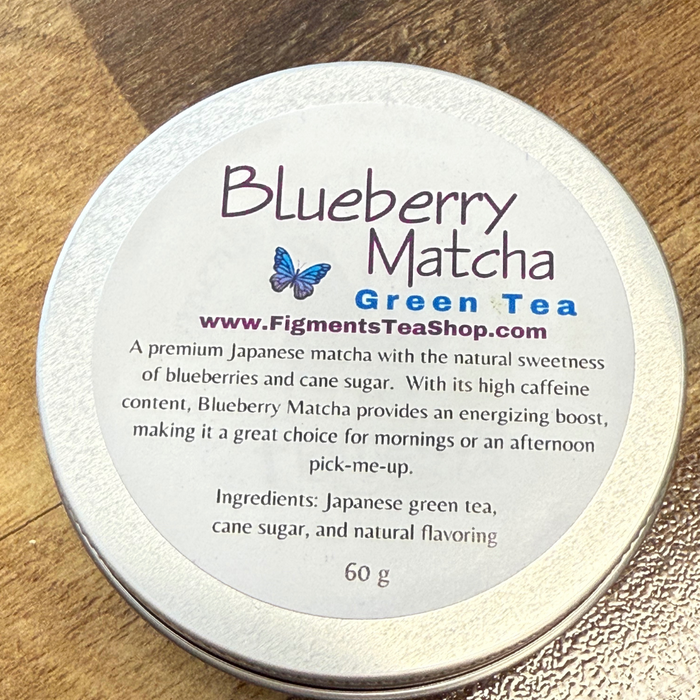 Blueberry
Matcha
Green Tea
www.FigmentsTeaShop.com
A premium Japanese matcha with the natural sweetness
of blueberries and cane sugar. With its high caffeine
content, Blueberry Matcha provides an energizing boost,
making it a great choice for mornings or an afternoon
pick-me-up.
Ingredients: Japanese green tea,
cane sugar, and natural flavoring
60 g